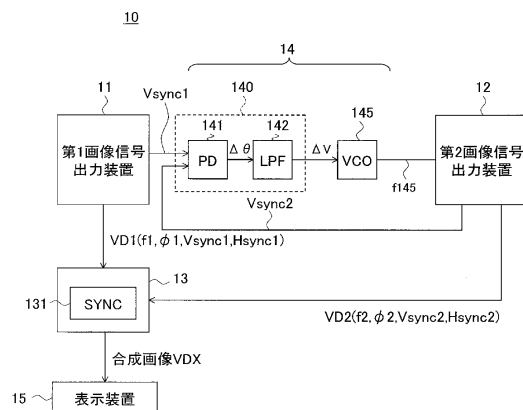 10
14
11
Vsync1
140
12
141
142
145
第1画像信号
出力装置
PD
Δθ
LPF
ΔV
VCO
f145
第2画像信号
出力装置
Vsync2
VD1(f1,φ1,Vsync1,Hsync1)
13
131
SYNC
VD2(f2,φ2,Vsync2,Hsync2)
合成画像VDX
15
表示装置